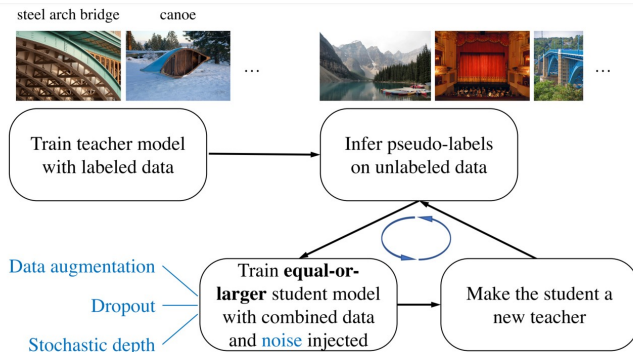 steel arch bridge
canoe
...
...
Train teacher model
with labeled data
Infer pseudo-labels
on unlabeled data
Data augmentation
Dropout
Stochastic depth
Train equal-or-
larger student model
with combined data
and noise injected
Make the student a
new teacher